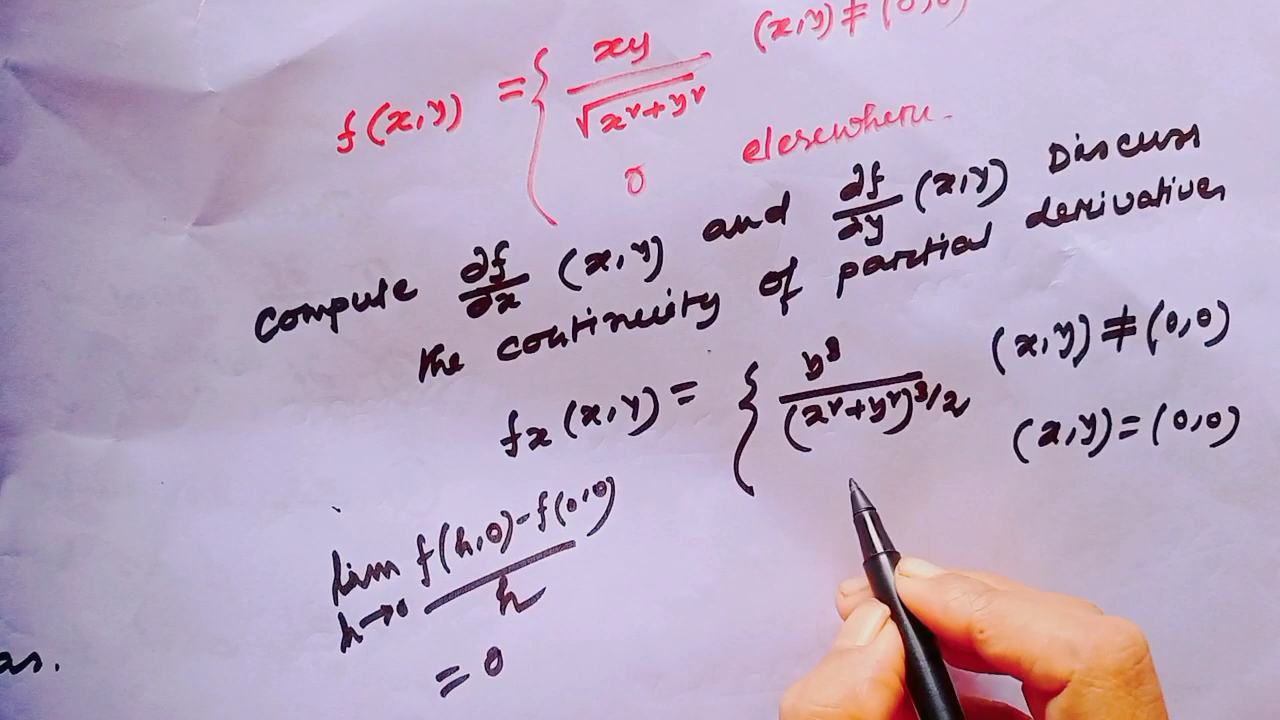 f(x,y) = { xy / √x²+y² (x,y) ≠ (0,0)
0 elsewhere.
compute ∂f/∂x (x,y) and ∂f/∂y (x,y) Discuss
the continuity of partial derivatives
fx (x,y) = { y³ / (x²+y²)^3/2 (x,y) ≠ (0,0)
(x,y) = (0,0)
lim h→0 f(h,0)-f(0,0) / h
= 0